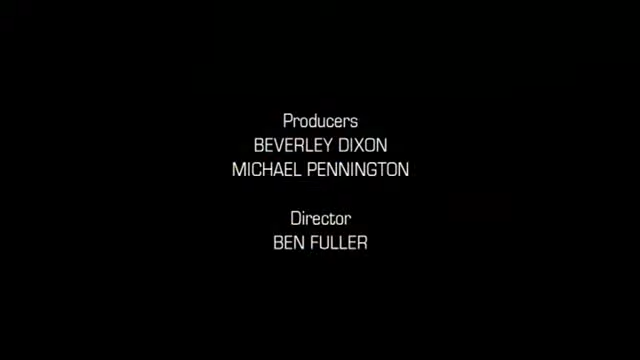 Producers
BEVERLEY DIXON
MICHAEL PENNINGTON
Director
BEN FULLER